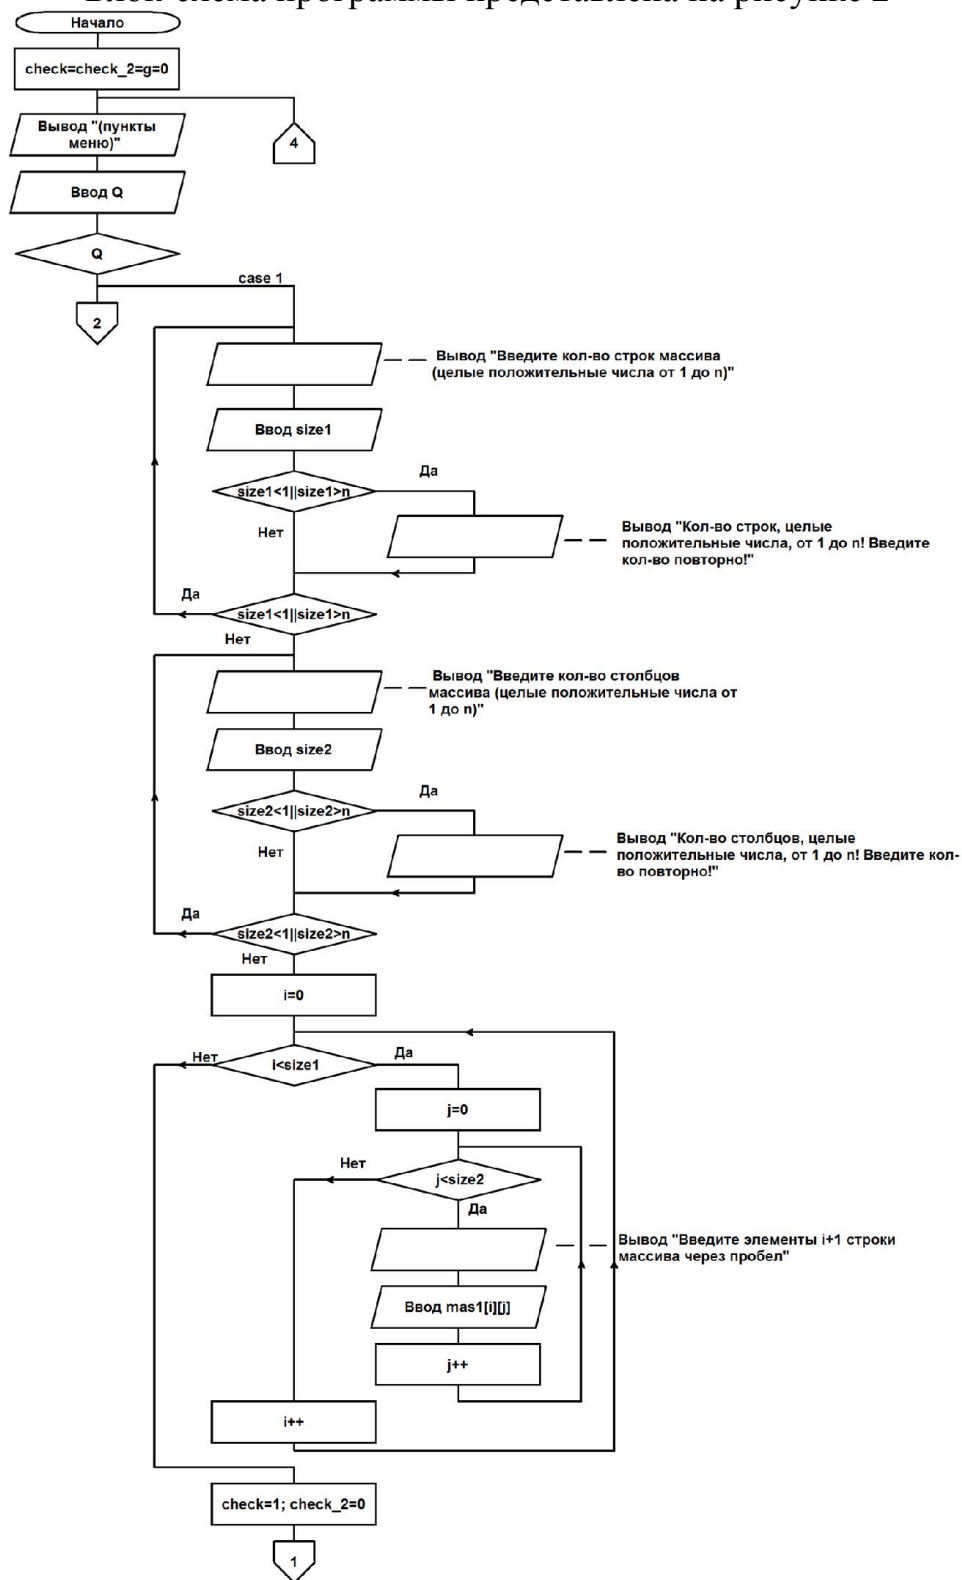 Блок-схема программы представлена на рисунке 2
Начало
check=check_2=g=0
Вывод "(пункты
меню)"
4
Ввод Q
Q
case 1
2
Вывод "Введите кол-во строк массива
(целые положительные числа от 1 до n)"
Ввод size1
Да
size1<1||size1>n
Нет
Вывод "Кол-во строк, целые
положительные числа, от 1 до n! Введите
кол-во повторно!"
Да
size1<1||size1>n
Нет
Вывод "Введите кол-во столбцов
массива (целые положительные числа от
1 до n)"
Ввод size2
Да
size2<1||size2>n
Нет
Вывод "Кол-во столбцов, целые
положительные числа, от 1 до n! Введите кол-
во повторно!"
Да
size2<1||size2>n
Нет
i=0
Нет
i<size1
Да
j=0
Нет
j<size2
Да
Вывод "Введите элементы i+1 строки
массива через пробел"
Ввод mas1[i][j]
j++
i++
check=1; check_2=0
1